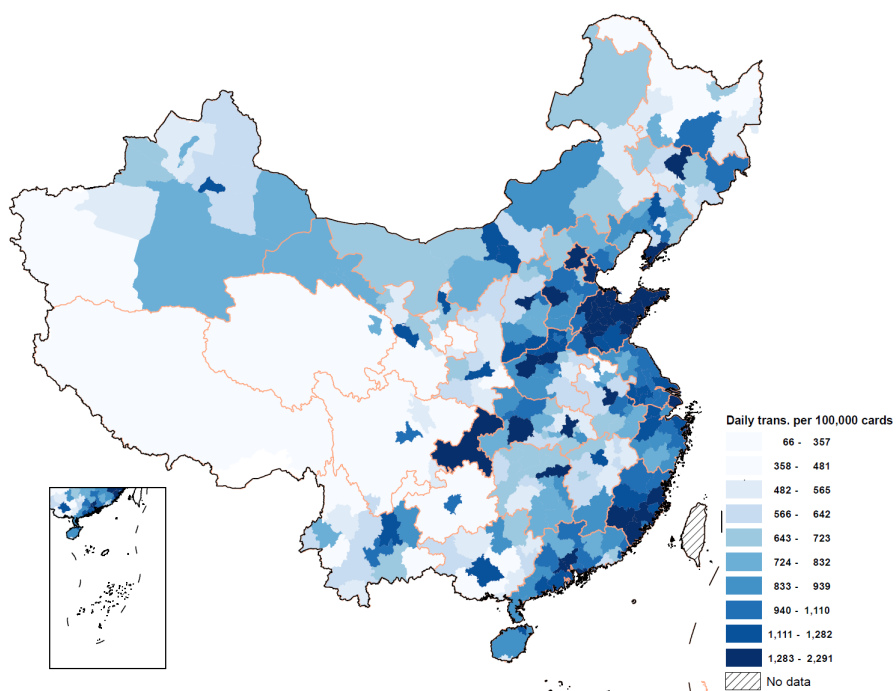 Daily trans. per 100,000 cards
66 - 357
358 - 481
482 - 565
566 - 642
643 - 723
724 - 832
833 - 939
940 - 1,110
1,111 - 1,282
1,283 - 2,291
No data